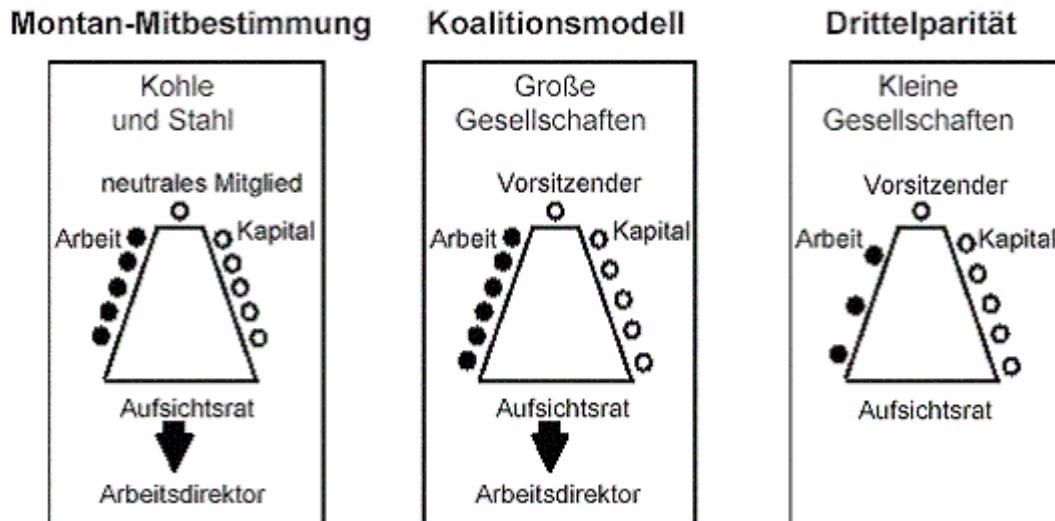 Montan-Mitbestimmung
Kohle
und Stahl
neutrales Mitglied
Arbeit
Kapital
Aufsichtsrat
Arbeitsdirektor
Koalitionsmodell
Große
Gesellschaften
Vorsitzender
Arbeit
Kapital
Aufsichtsrat
Arbeitsdirektor
Drittelparität
Kleine
Gesellschaften
Vorsitzender
Arbeit
Kapital
Aufsichtsrat